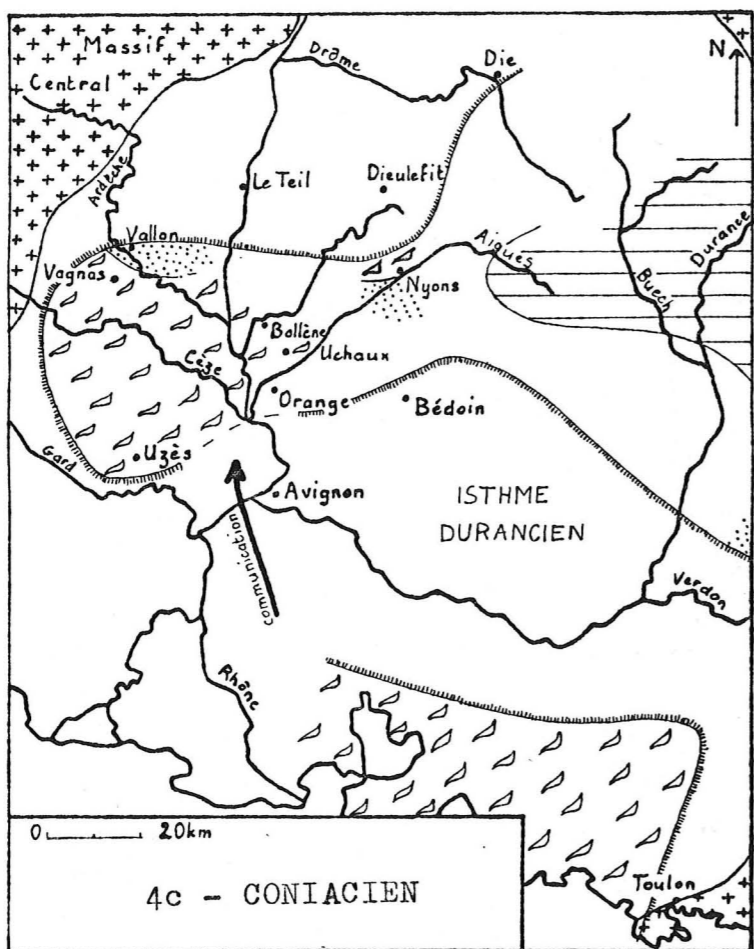 Massif
Central
Drôme
Die
N
Ardèche
Le Teil
Dieulefit
Vallon
Vagnas
Aigues
Nyons
Buech
Durance
Bollène
Uchaux
Cèze
Orange
Bédoin
Uzès
Gard
Avignon
ISTHME
DURANCIEN
communication
Verdon
Rhône
0 20km
4c - CONIACIEN
Toulon